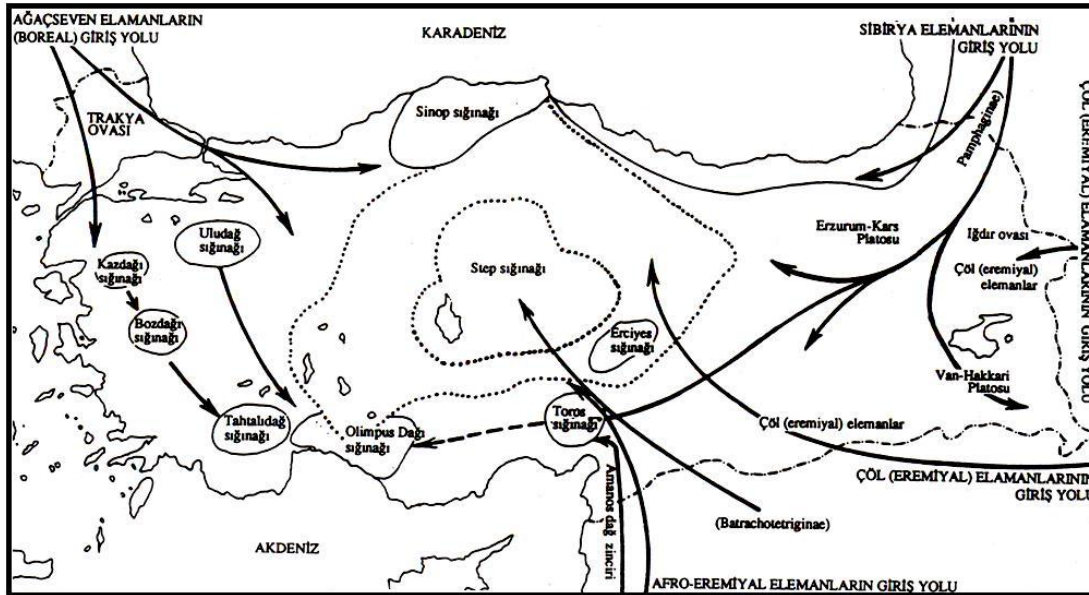 AĞAÇSEVEN ELAMANLARIN
(BOREAL) GİRİŞ YOLU
KARADENİZ
SİBİRYA ELEMANLARININ
GİRİŞ YOLU
TRAKYA
OVASI
Sinop sığınağı
Pamphaginae)
ÇÖL (EREMİYAL) ELAMANLARIN GİRİŞ YOLU
Uludağ
sığınağı
Erzurum-Kars
Platosu
Iğdır ovası
Kazdağı
sığınağı
Step sığınağı
Çöl (eremiyal)
elemanlar
Bozdağı
sığınağı
Erciyes
sığınağı
Van-Hakkari
Platosu
Tahtalıdağ
sığınağı
Olimpus Dağı
sığınağı
Toros
sığınağı
Çöl (eremiyal) elemanlar
ÇÖL (EREMİYAL) ELAMANLARININ
GİRİŞ YOLU
Amanos dağ zinciri
(Batrachotetriginae)
AKDENİZ
AFRO-EREMIYAL ELEMANLARIN GİRİŞ YOLU